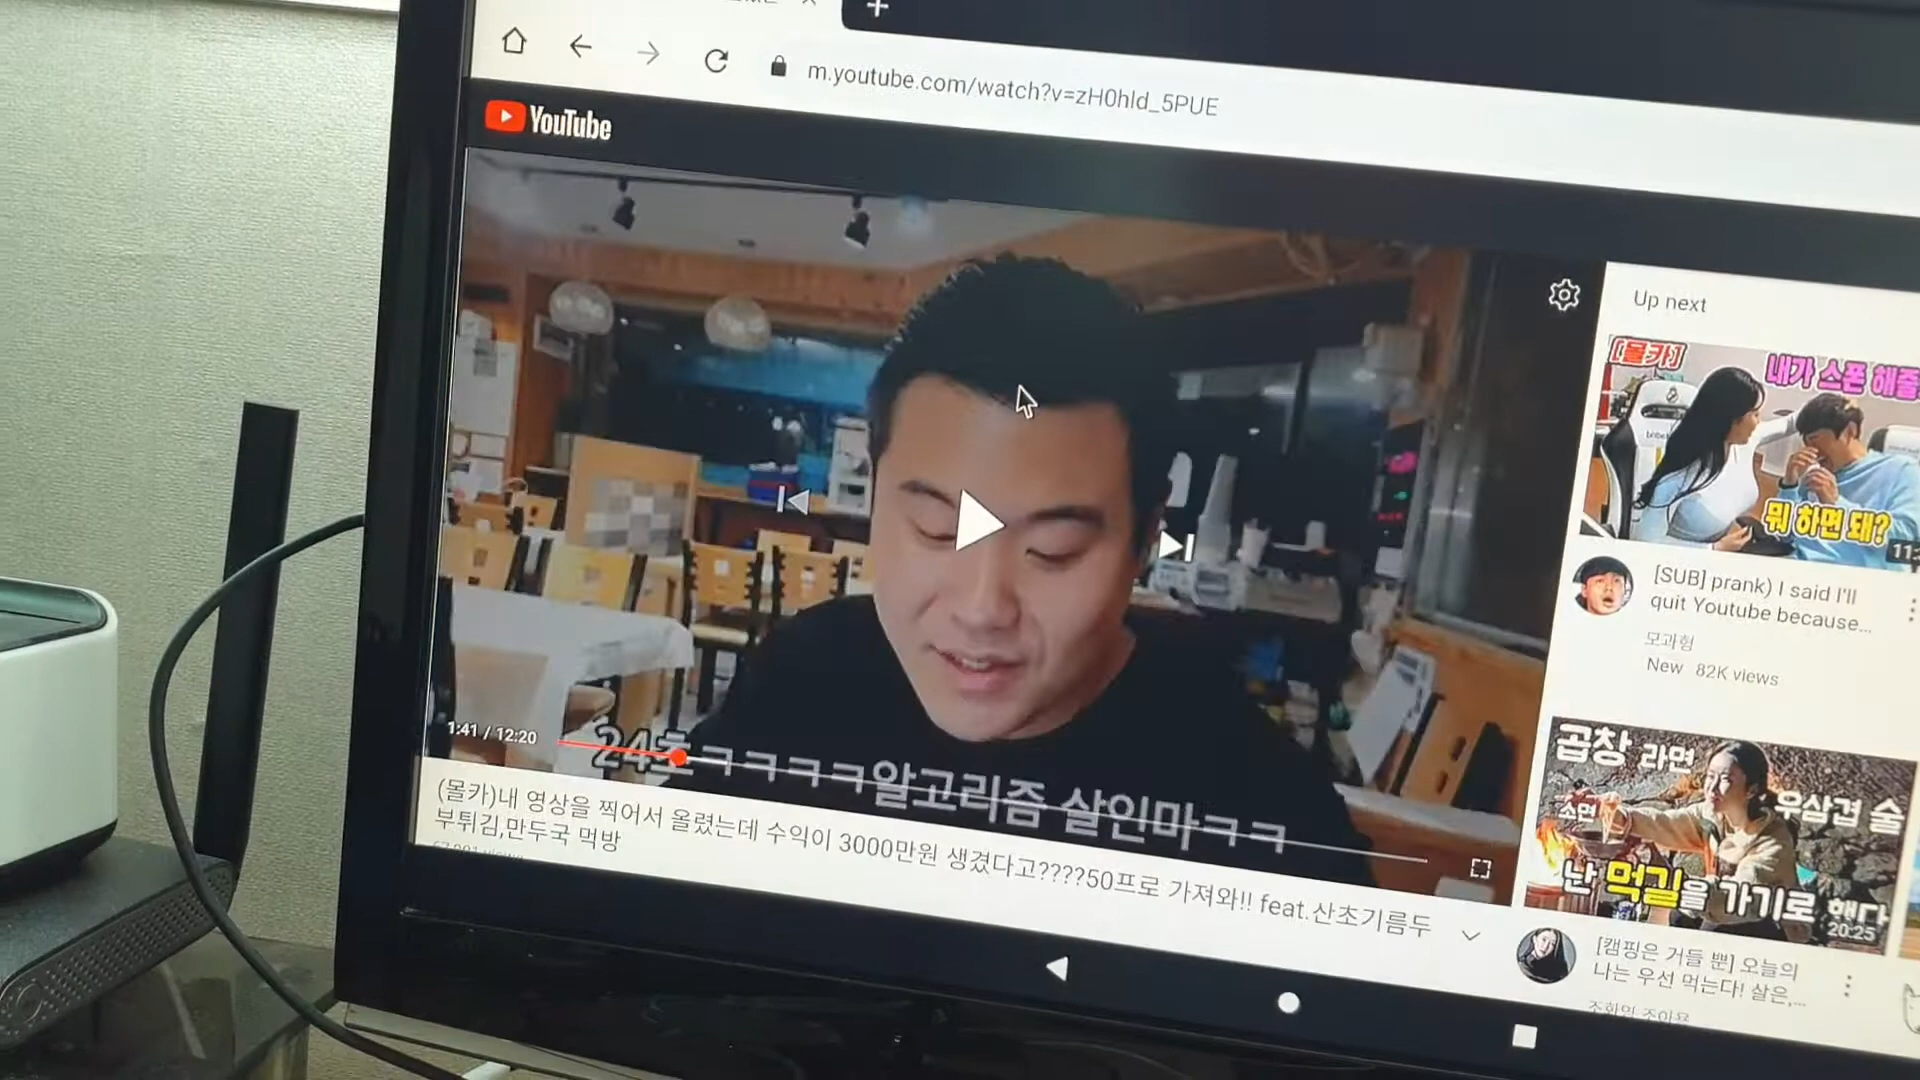 m.youtube.com/watch?v=zH0hld_5PUE
YouTube
Up next
[몰카]
내가 스폰 해줄
뭐 하면 돼?
11:
[SUB] prank) I said I'll
quit Youtube because...
모과형
New 82K views
1:41 / 12:20
24초ㅋㅋㅋㅋ알고리즘 살인마ㅋㅋ
(몰카)내 영상을 찍어서 올렸는데 수익이 3000만원 생겼다고????50프로 가져와!! feat.산초기름두
부튀김,만두국 먹방
곱창 라면
소면
우삼겹 술
난 먹길을 가기로 했다
20:25
[캠핑은 거들 뿐] 오늘의
나는 우선 먹는다! 살은,...